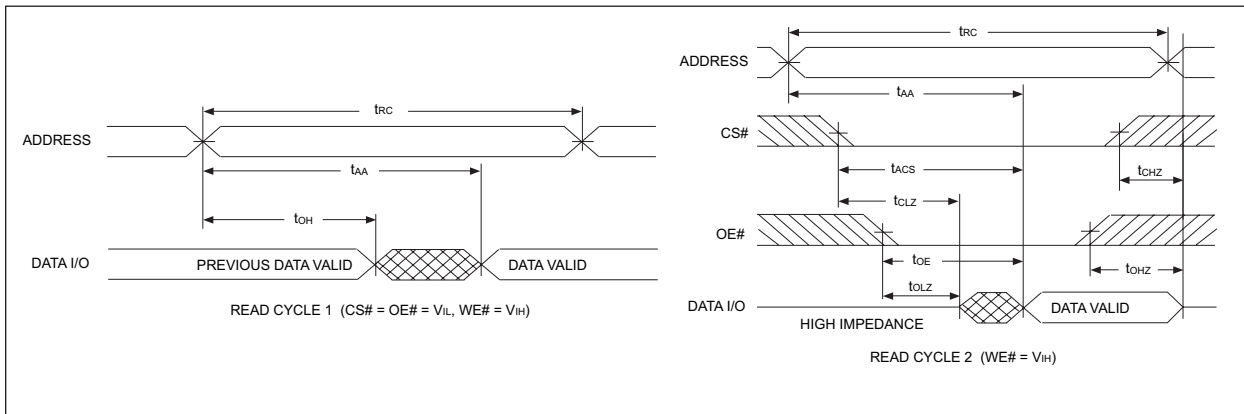 tRC
ADDRESS
tAA
tOH
DATA I/O
PREVIOUS DATA VALID
DATA VALID
READ CYCLE 1 (CS# = OE# = VIL, WE# = VIH)
tRC
ADDRESS
tAA
CS#
tACS
tCHZ
tCLZ
OE#
tOE
tOLZ
tOHZ
DATA I/O
HIGH IMPEDANCE
DATA VALID
READ CYCLE 2 (WE# = VIH)